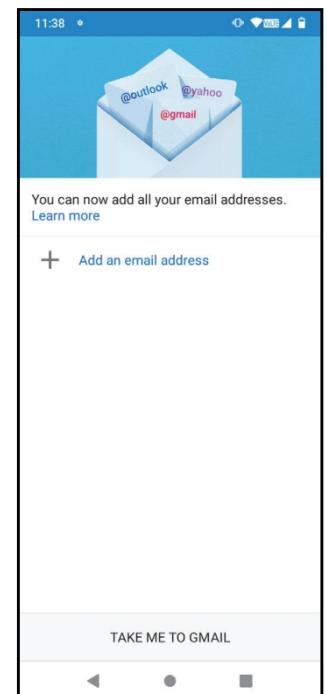 11:38
VoLTE
@outlook
@yahoo
@gmail
You can now add all your email addresses.
Learn more
Add an email address
TAKE ME TO GMAIL